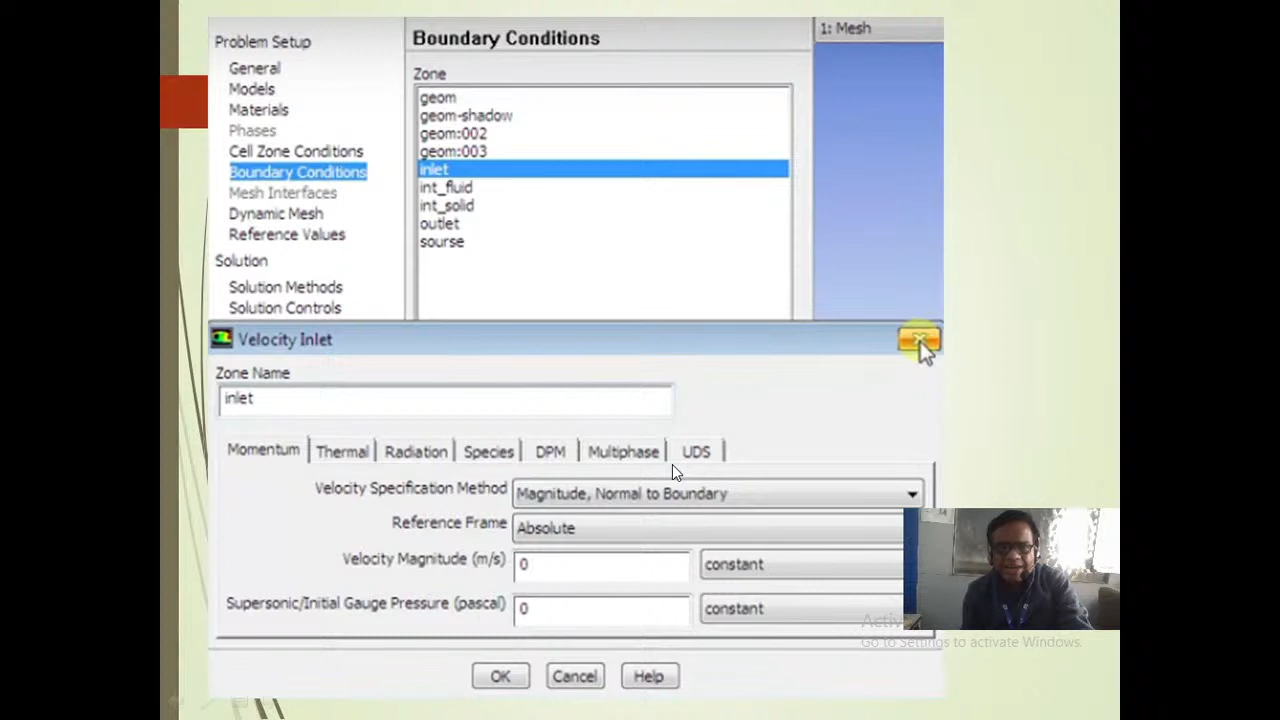 Problem Setup
General
Models
Materials
Phases
Cell Zone Conditions
Boundary Conditions
Mesh Interfaces
Dynamic Mesh
Reference Values
Solution
Solution Methods
Solution Controls
Boundary Conditions
Zone
geom
geom-shadow
geom:002
geom:003
inlet
int_fluid
int_solid
outlet
sourse
1: Mesh
Velocity Inlet
Zone Name
inlet
Momentum Thermal Radiation Species DPM Multiphase UDS
Velocity Specification Method Magnitude, Normal to Boundary
Reference Frame Absolute
Velocity Magnitude (m/s) 0 constant
Supersonic/Initial Gauge Pressure (pascal) 0 constant
Go to Settings to activate Windows.
OK Cancel Help